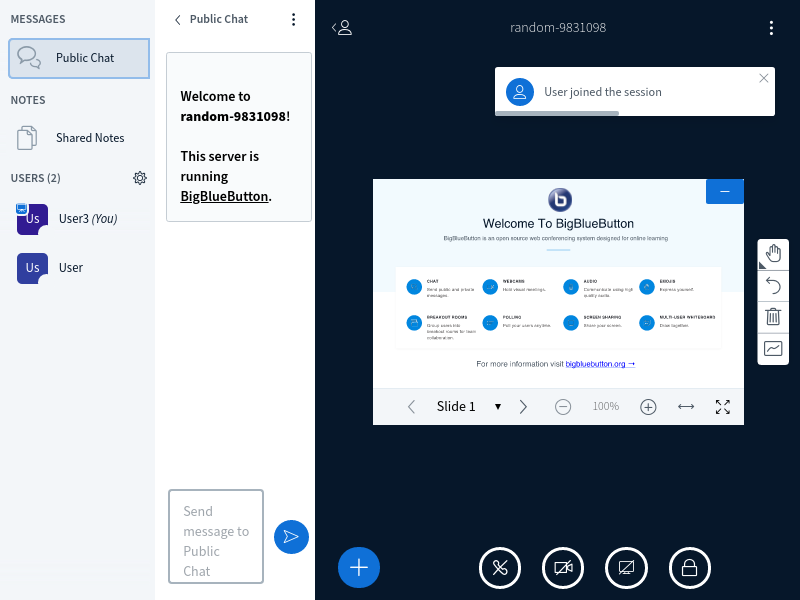 MESSAGES
Public Chat
NOTES
Shared Notes
USERS (2)
Us
User3 (You)
Us
User
Public Chat
Welcome to
random-9831098!
This server is
running
BigBlueButton.
Send
message to
Public
Chat
random-9831098
User joined the session
Welcome To BigBlueButton
BigBlueButton is an open source web conferencing system designed for online learning
CHAT
Send public and private
messages.
WEBCAMS
Hold visual meetings.
AUDIO
Communicate using high
quality audio.
EMOJIS
Express yourself.
BREAKOUT ROOMS
Group users into
breakout rooms for team
collaboration.
POLLING
Poll your users anytime.
SCREEN SHARING
Share your screen.
MULTI-USER WHITEBOARD
Draw together.
For more information visit bigbluebutton.org →
Slide 1
100%